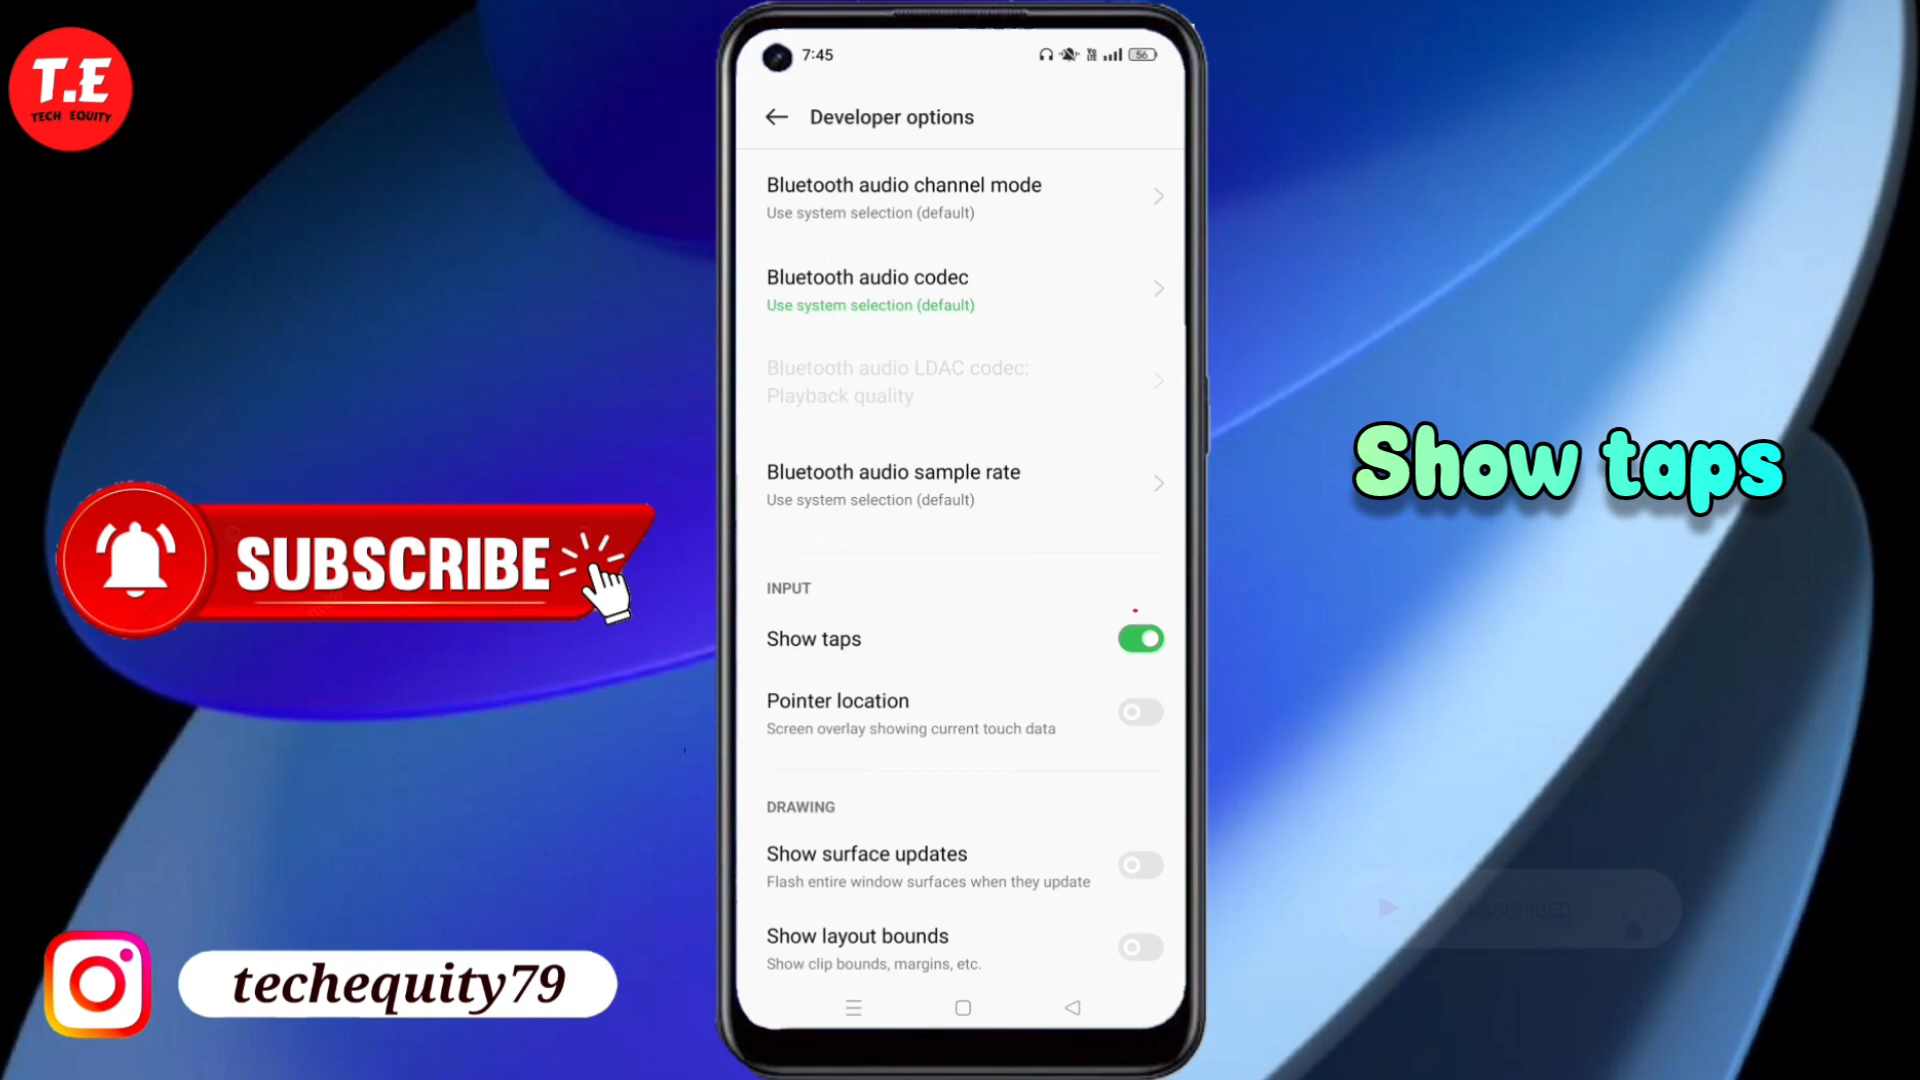 T.E
TECH EQUITY
7:45
56
Developer options
Bluetooth audio channel mode
Use system selection (default)
Bluetooth audio codec
Use system selection (default)
Bluetooth audio LDAC codec:
Playback quality
Bluetooth audio sample rate
Use system selection (default)
INPUT
Show taps
Pointer location
Screen overlay showing current touch data
DRAWING
Show surface updates
Flash entire window surfaces when they update
Show layout bounds
Show clip bounds, margins, etc.
Show taps
SUBSCRIBE
SUBSCRIBED
techequity79